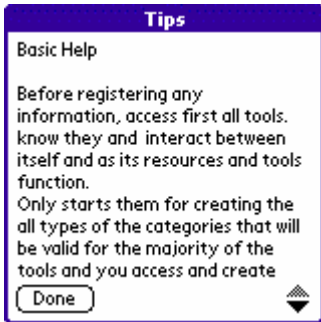 Tips
Basic Help
Before registering any
information, access first all tools.
know they and interact between
itself and as its resources and tools
function.
Only starts them for creating the
all types of the categories that will
be valid for the majority of the
tools and you access and create
Done